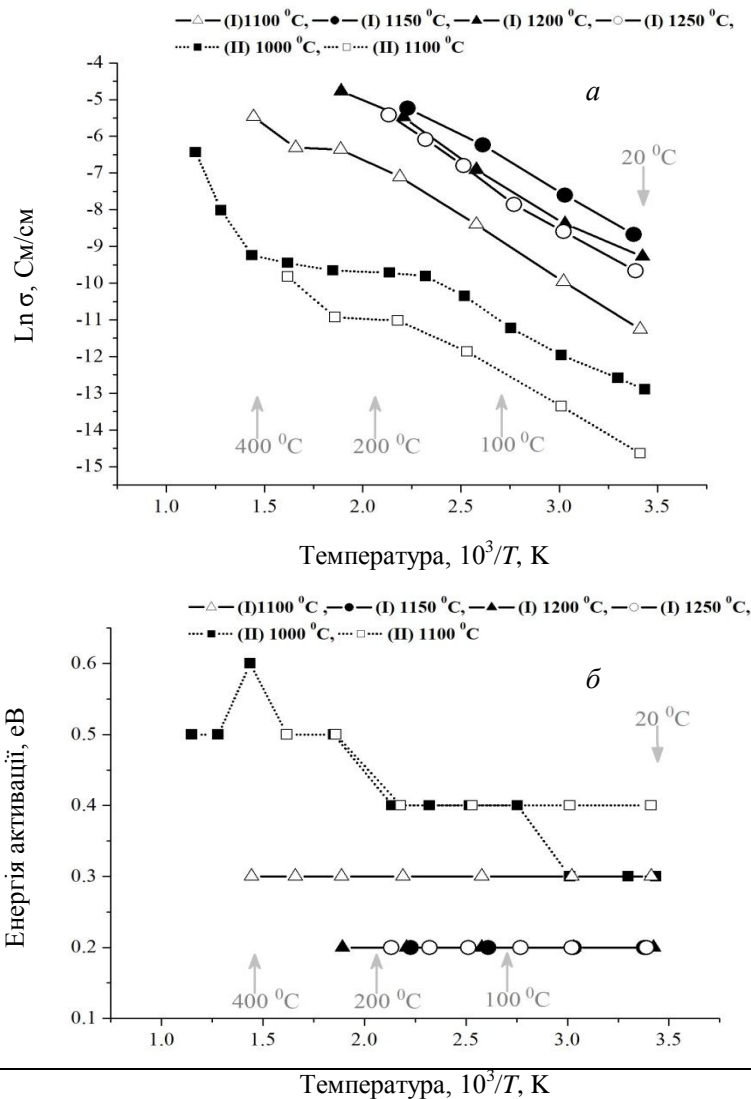 (I)1100 ⁰C, (I) 1150 ⁰C, (I) 1200 ⁰C, (I) 1250 ⁰C,
(II) 1000 ⁰C, (II) 1100 ⁰C
-4
-5
-6
-7
-8
-9
-10
-11
-12
-13
-14
-15
Ln σ, См/см
а
20 ⁰C
400 ⁰C
200 ⁰C
100 ⁰C
1.0 1.5 2.0 2.5 3.0 3.5
Температура, 10³/T, К
(I)1100 ⁰C, (I) 1150 ⁰C, (I) 1200 ⁰C, (I) 1250 ⁰C,
(II) 1000 ⁰C, (II) 1100 ⁰C
0.6
0.5
0.4
0.3
0.2
0.1
Енергія активації, еВ
б
20 ⁰C
400 ⁰C
200 ⁰C
100 ⁰C
1.0 1.5 2.0 2.5 3.0 3.5
Температура, 10³/T, К